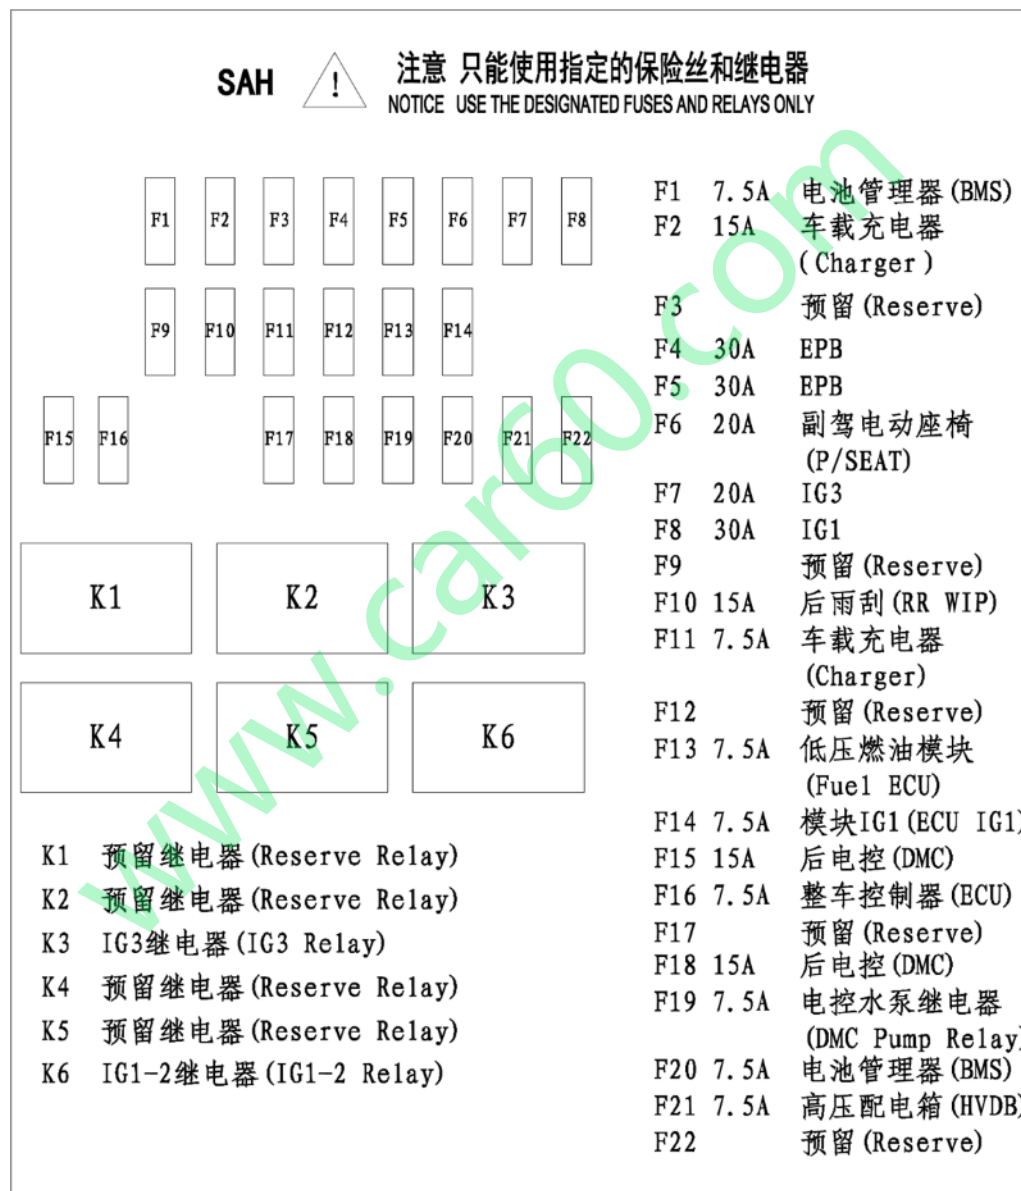 SAH ! 注意 只能使用指定的保险丝和继电器
NOTICE USE THE DESIGNATED FUSES AND RELAYS ONLY
F1 F2 F3 F4 F5 F6 F7 F8
F9 F10 F11 F12 F13 F14
F15 F16 F17 F18 F19 F20 F21 F22
K1 K2 K3
K4 K5 K6
K1 预留继电器(Reserve Relay)
K2 预留继电器(Reserve Relay)
K3 IG3继电器(IG3 Relay)
K4 预留继电器(Reserve Relay)
K5 预留继电器(Reserve Relay)
K6 IG1-2继电器(IG1-2 Relay)
F1 7.5A 电池管理器(BMS)
F2 15A 车载充电器
(Charger)
F3 预留(Reserve)
F4 30A EPB
F5 30A EPB
F6 20A 副驾电动座椅
(P/SEAT)
F7 20A IG3
F8 30A IG1
F9 预留(Reserve)
F10 15A 后雨刮(RR WIP)
F11 7.5A 车载充电器
(Charger)
F12 预留(Reserve)
F13 7.5A 低压燃油模块
(Fuel ECU)
F14 7.5A 模块IG1(ECU IG1)
F15 15A 后电控(DMC)
F16 7.5A 整车控制器(ECU)
F17 预留(Reserve)
F18 15A 后电控(DMC)
F19 7.5A 电控水泵继电器
(DMC Pump Relay)
F20 7.5A 电池管理器(BMS)
F21 7.5A 高压配电箱(HVDB)
F22 预留(Reserve)
www.car60.com